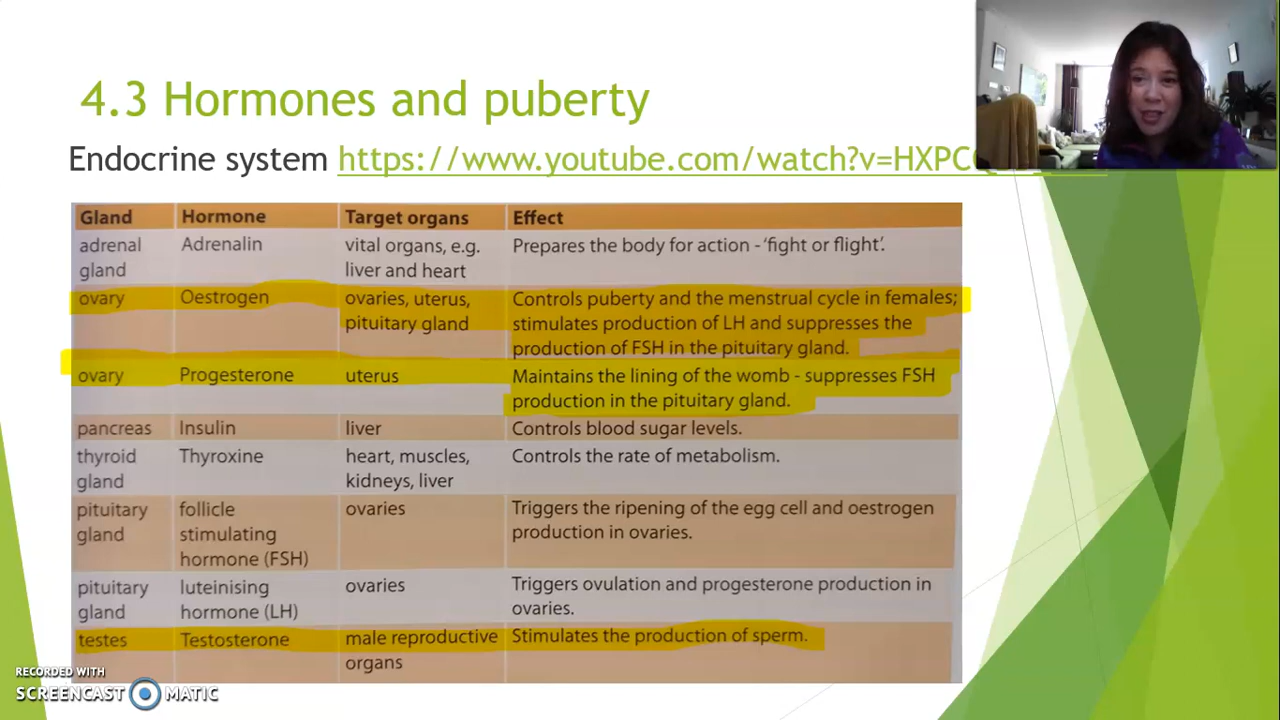 4.3 Hormones and puberty
Endocrine system https://www.youtube.com/watch?v=HXPC
Gland Hormone Target organs Effect
adrenal gland Adrenalin vital organs, e.g. liver and heart Prepares the body for action - 'fight or flight'.
ovary Oestrogen ovaries, uterus, pituitary gland Controls puberty and the menstrual cycle in females; stimulates production of LH and suppresses the production of FSH in the pituitary gland.
ovary Progesterone uterus Maintains the lining of the womb - suppresses FSH production in the pituitary gland.
pancreas Insulin liver Controls blood sugar levels.
thyroid gland Thyroxine heart, muscles, kidneys, liver Controls the rate of metabolism.
pituitary gland follicle stimulating hormone (FSH) ovaries Triggers the ripening of the egg cell and oestrogen production in ovaries.
pituitary gland luteinising hormone (LH) ovaries Triggers ovulation and progesterone production in ovaries.
testes Testosterone male reproductive organs Stimulates the production of sperm.
RECORDED WITH
SCREENCAST MATIC